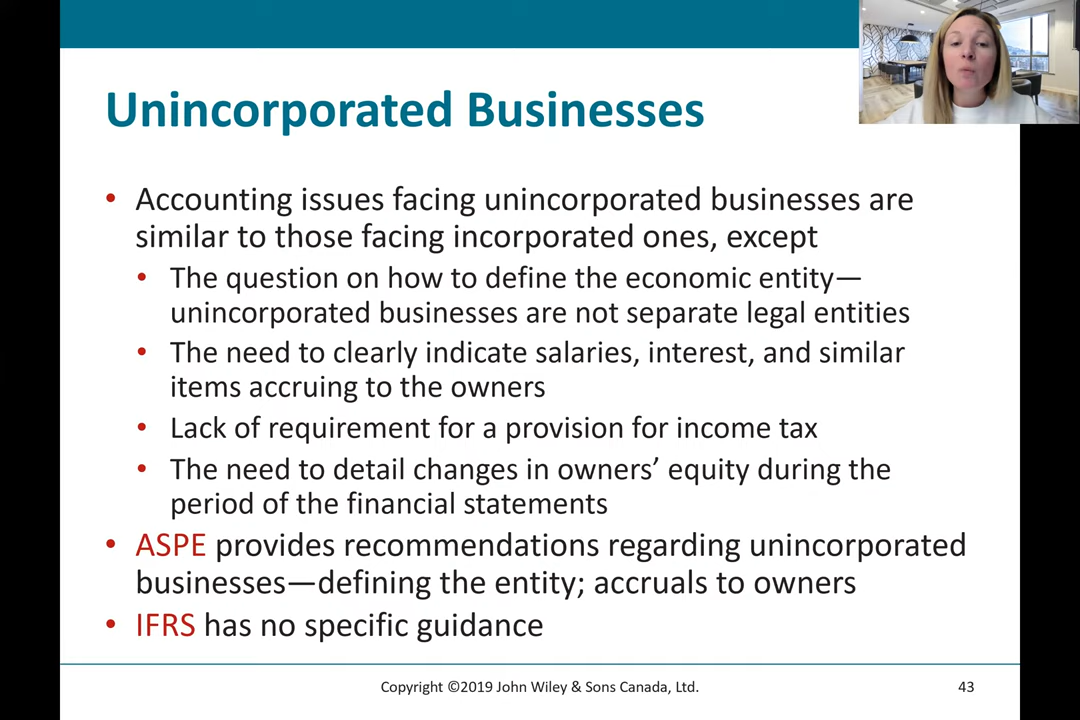 Unincorporated Businesses
• Accounting issues facing unincorporated businesses are
similar to those facing incorporated ones, except
• The question on how to define the economic entity—
unincorporated businesses are not separate legal entities
• The need to clearly indicate salaries, interest, and similar
items accruing to the owners
• Lack of requirement for a provision for income tax
• The need to detail changes in owners’ equity during the
period of the financial statements
• ASPE provides recommendations regarding unincorporated
businesses—defining the entity; accruals to owners
• IFRS has no specific guidance
Copyright ©2019 John Wiley & Sons Canada, Ltd.
43